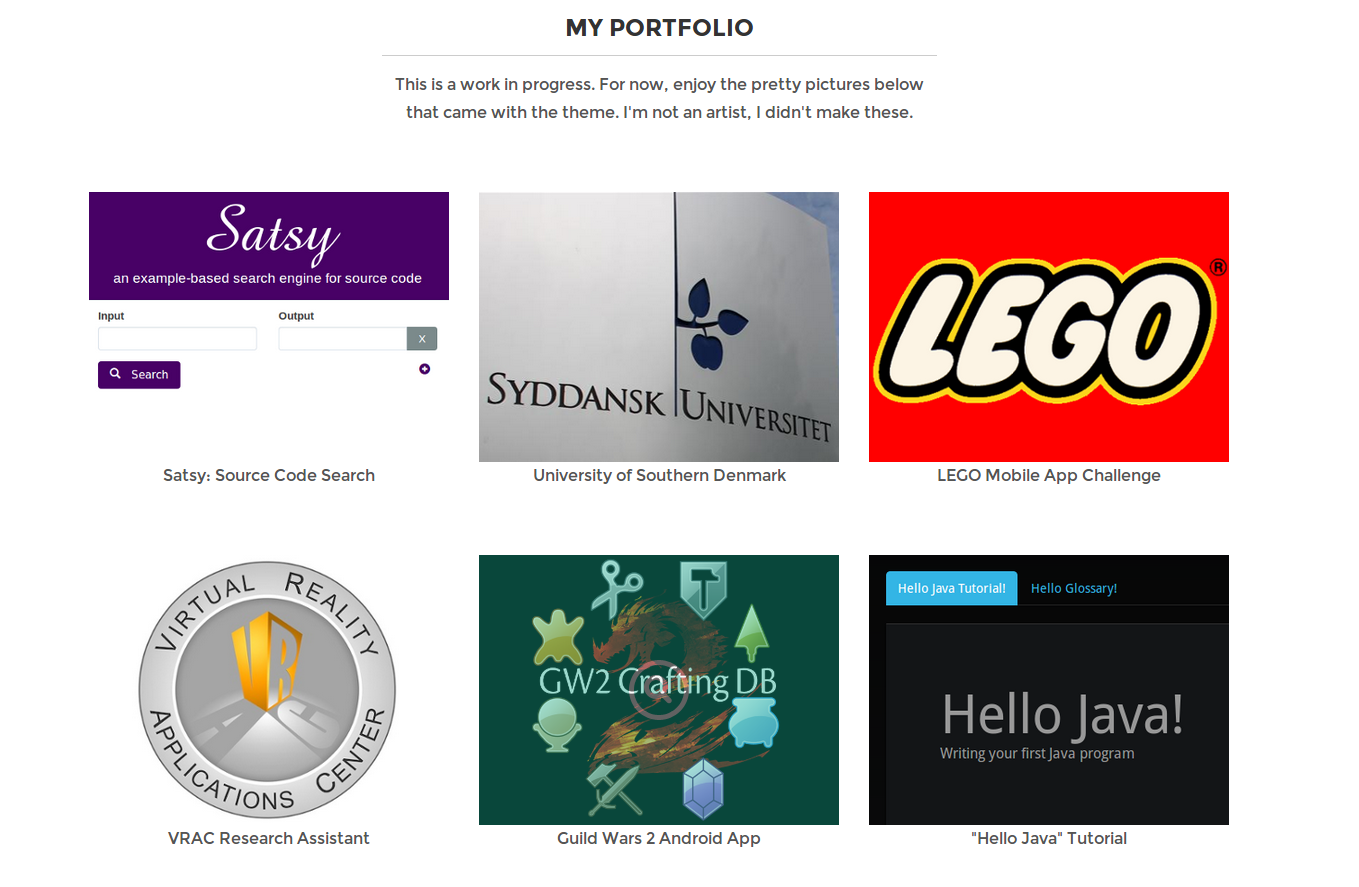 MY PORTFOLIO
This is a work in progress. For now, enjoy the pretty pictures below
that came with the theme. I'm not an artist, I didn't make these.
Satsy
an example-based search engine for source code
Input
Output
X
Search
Satsy: Source Code Search
SYDDANSK UNIVERSITET
University of Southern Denmark
LEGO®
LEGO Mobile App Challenge
VIRTUAL REALITY
APPLICATIONS CENTER
VR
AC
VRAC Research Assistant
GW2 Crafting DB
Guild Wars 2 Android App
Hello Java Tutorial!
Hello Glossary!
Hello Java!
Writing your first Java program
"Hello Java" Tutorial